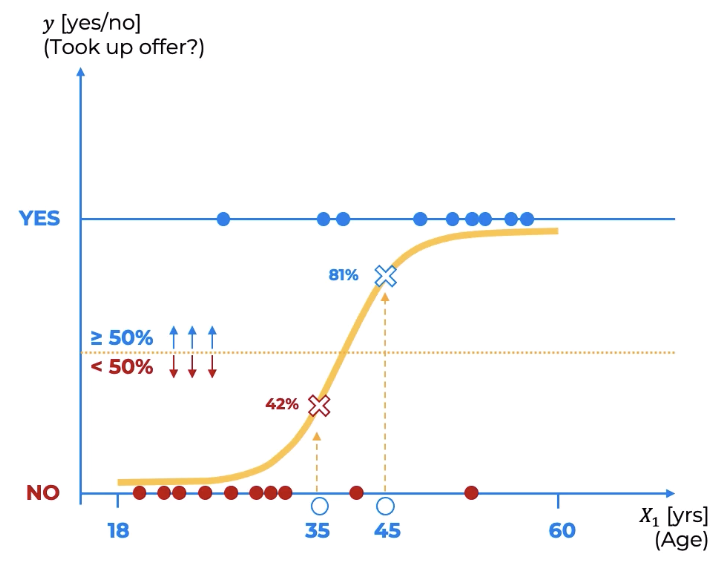 y [yes/no]
(Took up offer?)
YES
81%
≥ 50%
< 50%
42%
NO
X₁ [yrs]
(Age)
18
35
45
60